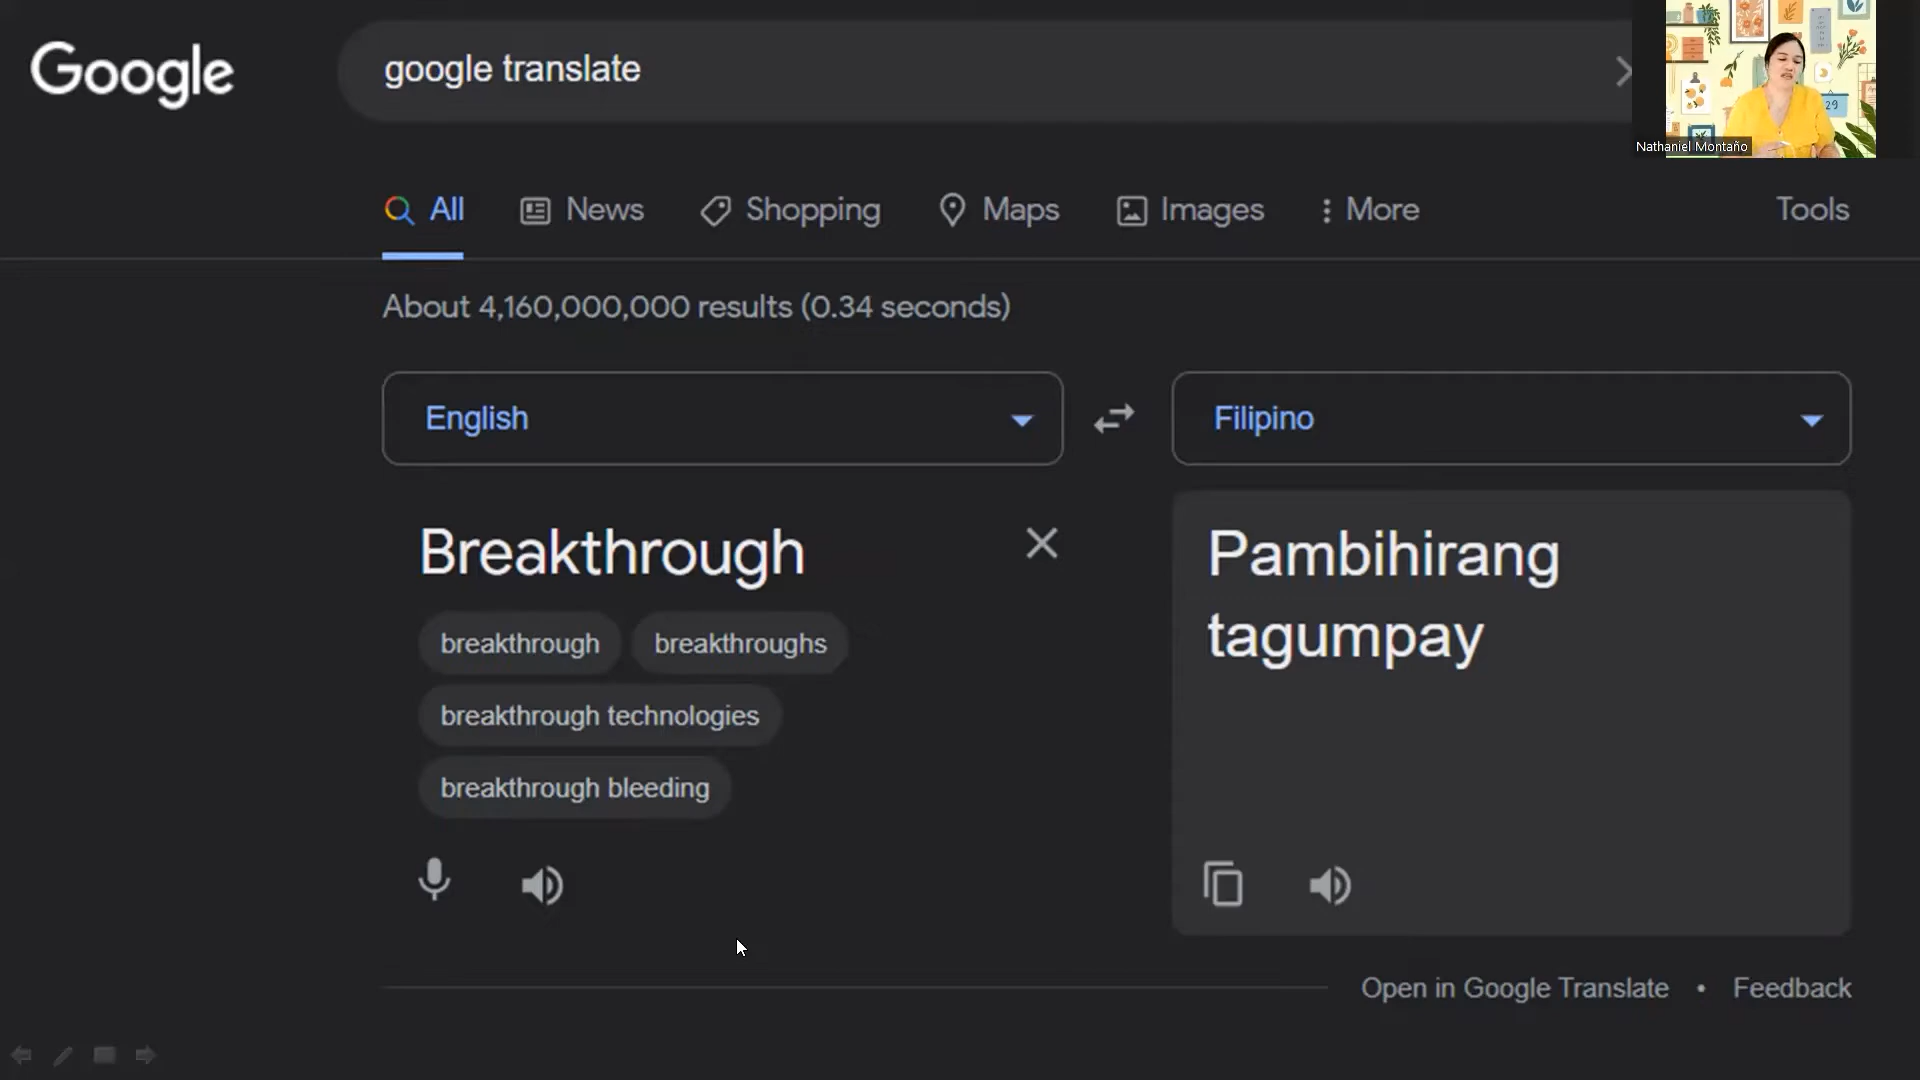 Google
google translate
Nathaniel Montaño
All
News
Shopping
Maps
Images
More
Tools
About 4,160,000,000 results (0.34 seconds)
English
Filipino
Breakthrough
Pambihirang
tagumpay
breakthrough
breakthroughs
breakthrough technologies
breakthrough bleeding
Open in Google Translate • Feedback
29